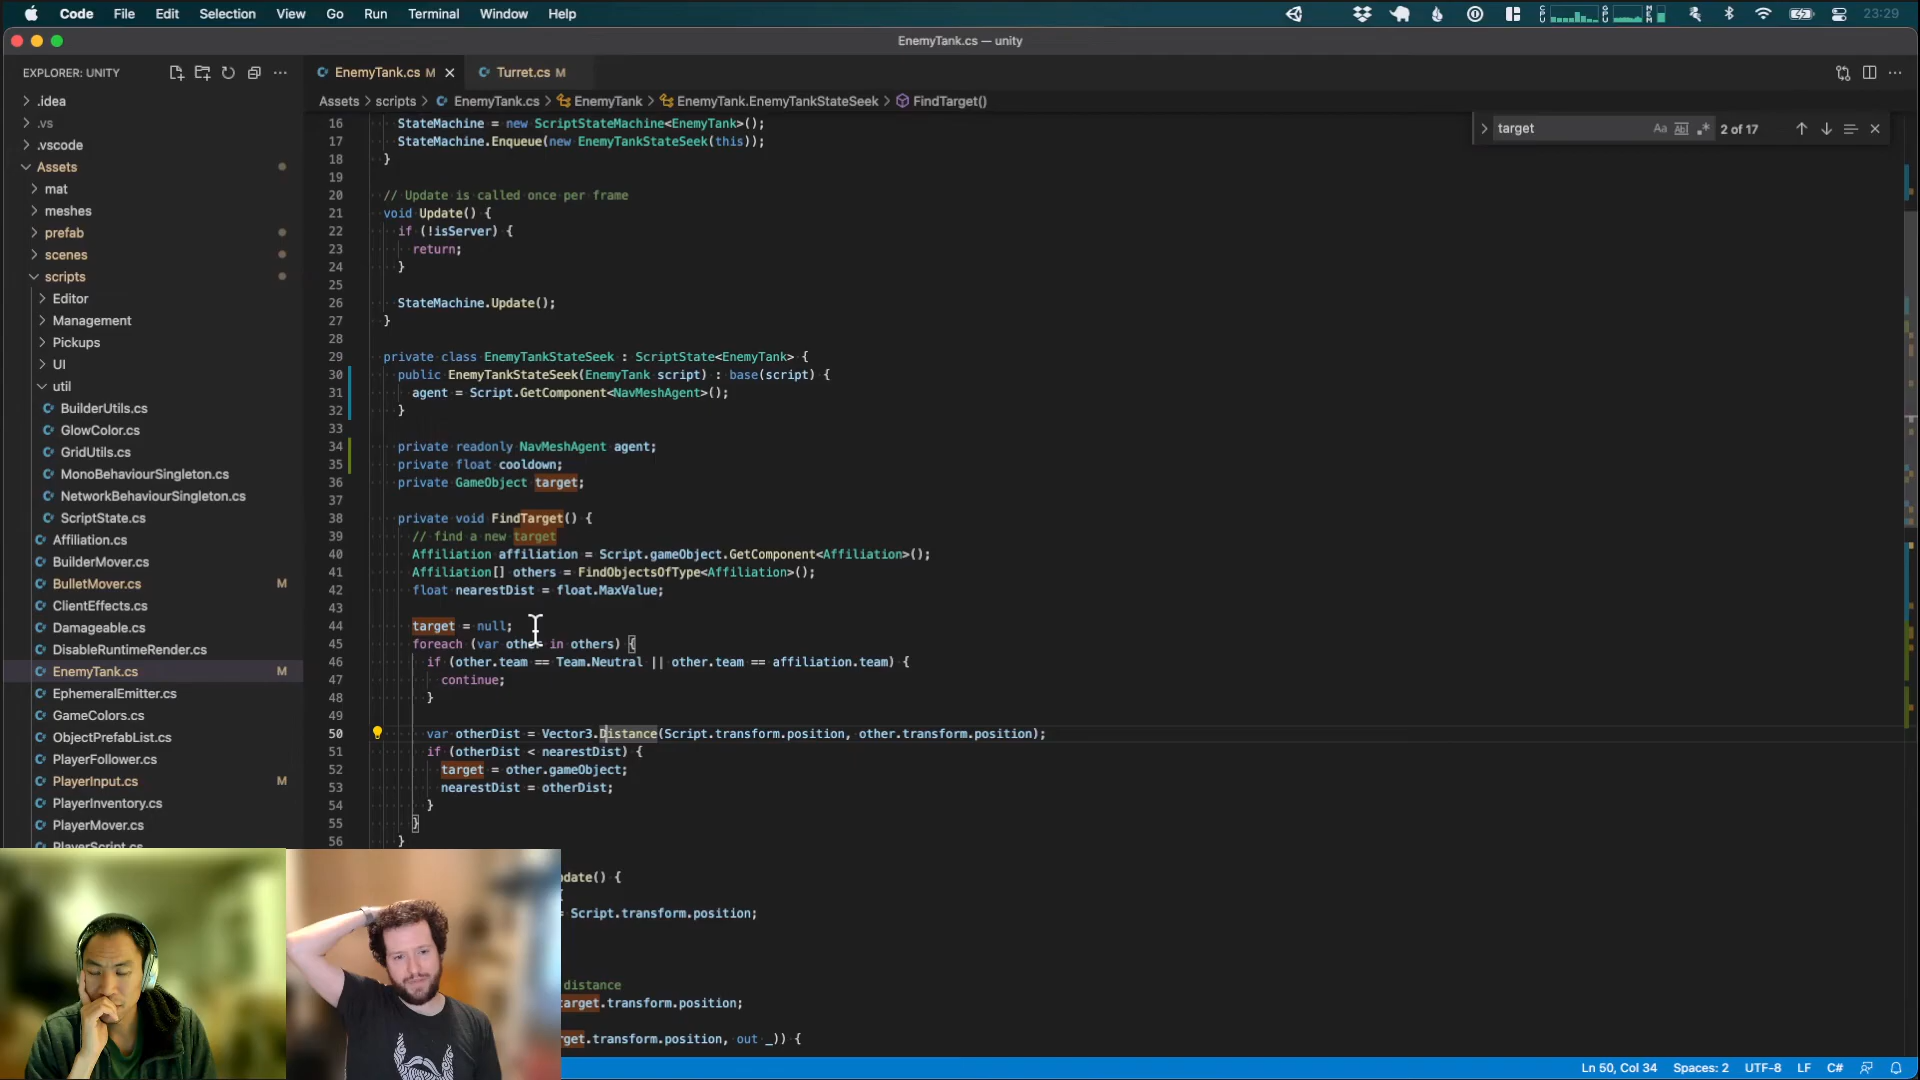 Code File Edit Selection View Go Run Terminal Window Help 23:29
EnemyTank.cs — unity
EXPLORER: UNITY
.idea
.vs
.vscode
Assets
mat
meshes
prefab
scenes
scripts
Editor
Management
Pickups
UI
util
BuilderUtils.cs
GlowColor.cs
GridUtils.cs
MonoBehaviourSingleton.cs
NetworkBehaviourSingleton.cs
ScriptState.cs
Affiliation.cs
BuilderMover.cs
BulletMover.cs M
ClientEffects.cs
Damageable.cs
DisableRuntimeRender.cs
EnemyTank.cs M
EphemeralEmitter.cs
GameColors.cs
ObjectPrefabList.cs
PlayerFollower.cs
PlayerInput.cs M
PlayerInventory.cs
PlayerMover.cs
PlayerScript.cs
EnemyTank.cs M Turret.cs M
Assets > scripts > EnemyTank.cs > EnemyTank > EnemyTank.EnemyTankStateSeek > FindTarget()
target Aa Abl .* 2 of 17
16 StateMachine = new ScriptStateMachine<EnemyTank>();
17 StateMachine.Enqueue(new EnemyTankStateSeek(this));
18 }
19
20 // Update is called once per frame
21 void Update() {
22 if (!isServer) {
23 return;
24 }
25
26 StateMachine.Update();
27 }
28
29 private class EnemyTankStateSeek : ScriptState<EnemyTank> {
30 public EnemyTankStateSeek(EnemyTank script) : base(script) {
31 agent = Script.GetComponent<NavMeshAgent>();
32 }
33
34 private readonly NavMeshAgent agent;
35 private float cooldown;
36 private GameObject target;
37
38 private void FindTarget() {
39 // find a new target
40 Affiliation affiliation = Script.gameObject.GetComponent<Affiliation>();
41 Affiliation[] others = FindObjectsOfType<Affiliation>();
42 float nearestDist = float.MaxValue;
43
44 target = null;
45 foreach (var other in others) {
46 if (other.team == Team.Neutral || other.team == affiliation.team) {
47 continue;
48 }
49
50 var otherDist = Vector3.Distance(Script.transform.position, other.transform.position);
51 if (otherDist < nearestDist) {
52 target = other.gameObject;
53 nearestDist = otherDist;
54 }
55 }
56 }
pdate() {
{
= Script.transform.position;
distance
target.transform.position;
rget.transform.position, out _)) {
Ln 50, Col 34 Spaces: 2 UTF-8 LF C#